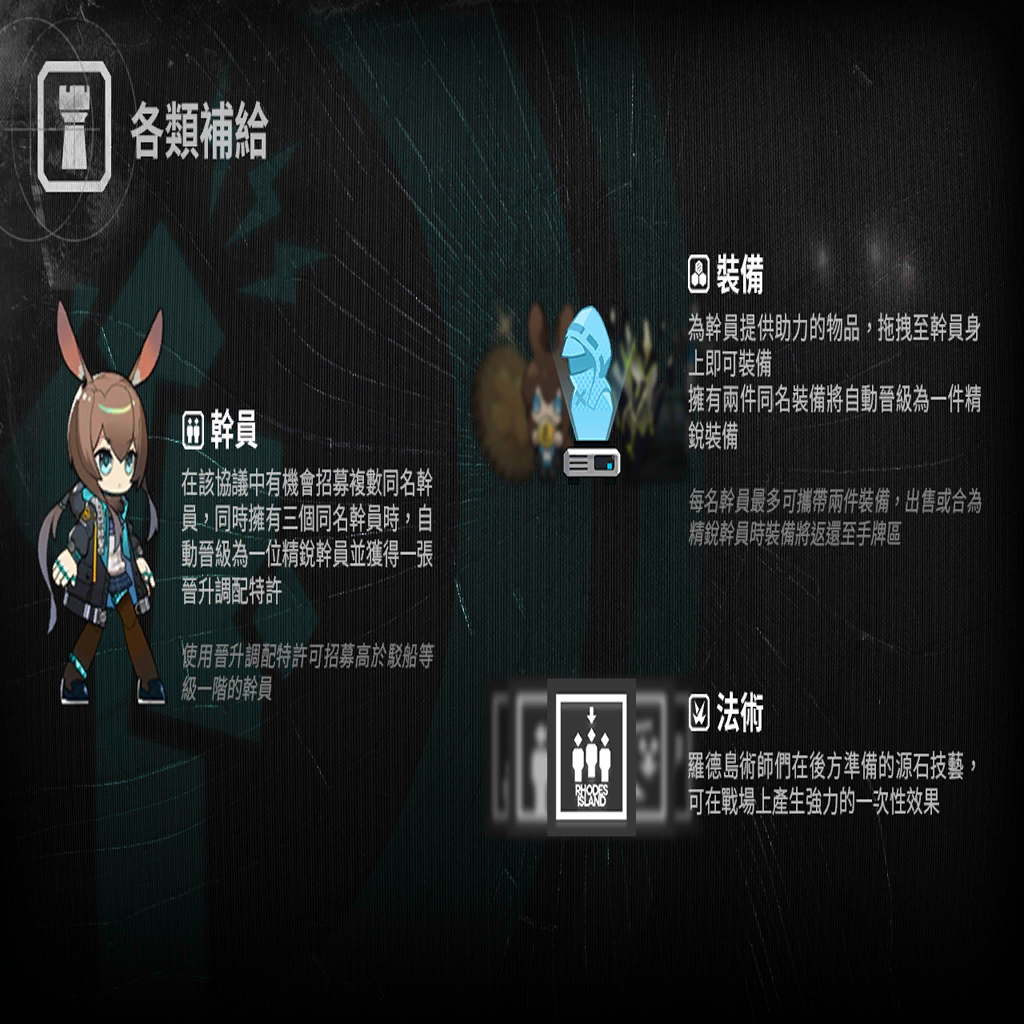 各類補給
幹員
在該協議中有機會招募複數同名幹
員，同時擁有三個同名幹員時，自
動晉級為一位精銳幹員並獲得一張
晉升調配特許
使用晉升調配特許可招募高於駁船等
級一階的幹員
裝備
為幹員提供助力的物品，拖拽至幹員身
上即可裝備
擁有兩件同名裝備將自動晉級為一件精
銳裝備
每名幹員最多可攜帶兩件裝備，出售或合為
精銳幹員時裝備將返還至手牌區
法術
羅德島術師們在後方準備的源石技藝，
可在戰場上產生強力的一次性效果
RHODES
ISLAND